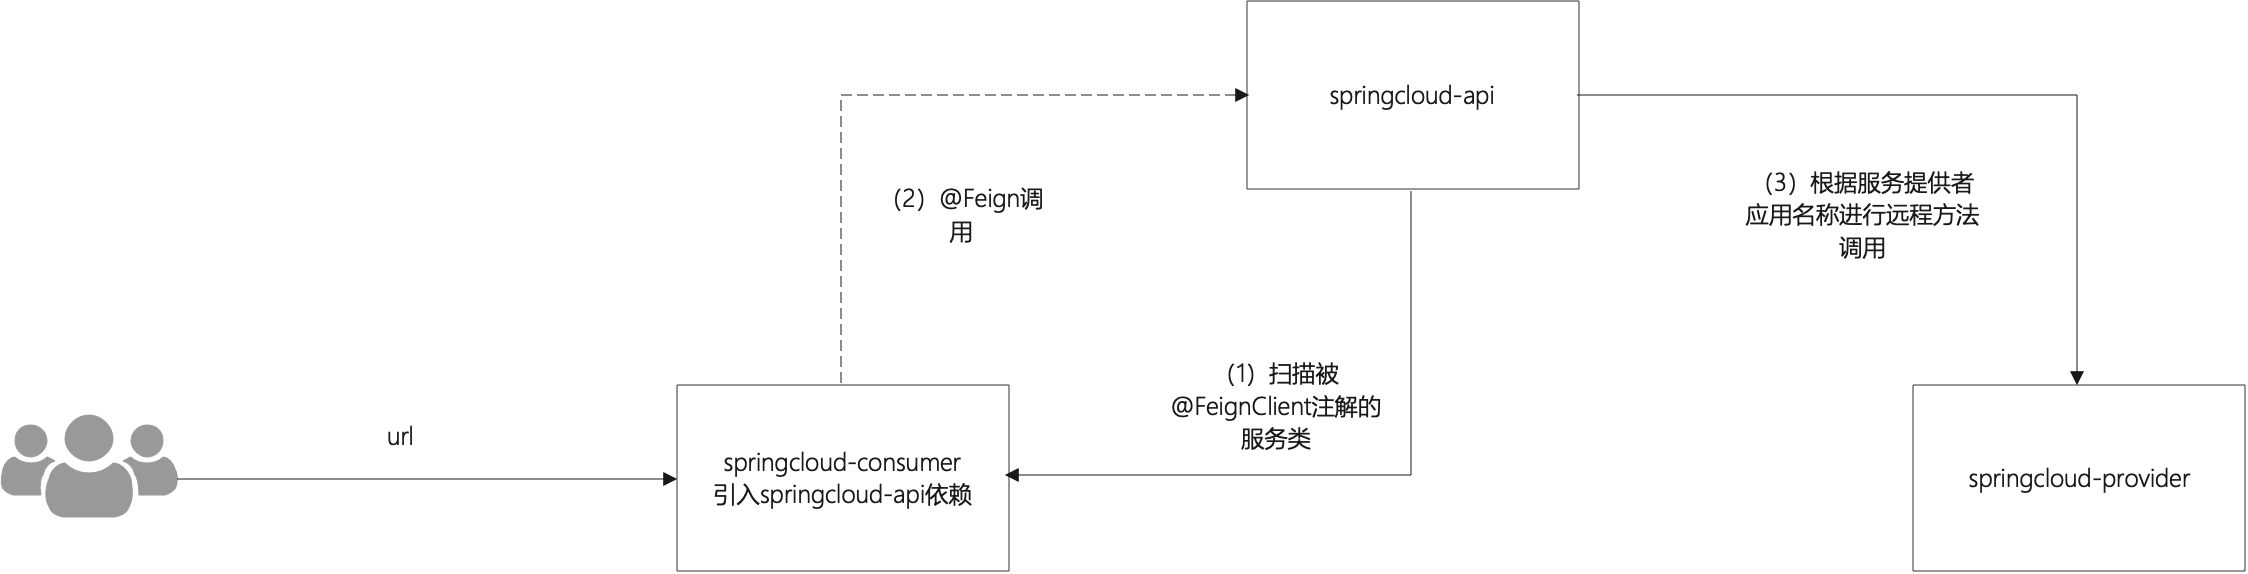 springcloud-api
（2）@Feign调
用
（3）根据服务提供者
应用名称进行远程方法
调用
（1）扫描被
@FeignClient注解的
服务类
url
springcloud-consumer
引入springcloud-api依赖
springcloud-provider